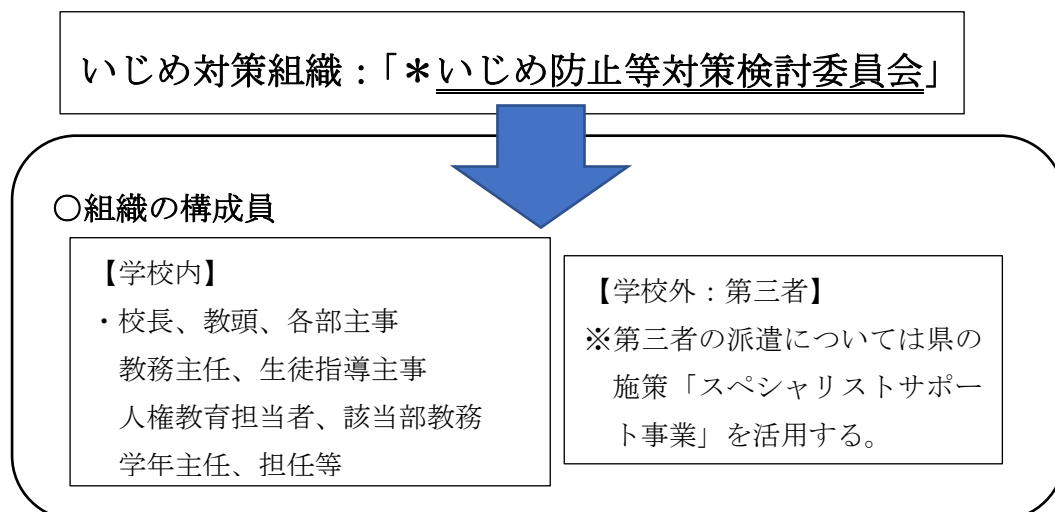 いじめ対策組織：「＊いじめ防止等対策検討委員会」
○組織の構成員
【学校内】
・校長、教頭、各部主事
教務主任、生徒指導主事
人権教育担当者、該当部教務
学年主任、担任等
【学校外：第三者】
※第三者の派遣については県の
施策「スペシャリストサポー
ト事業」を活用する。